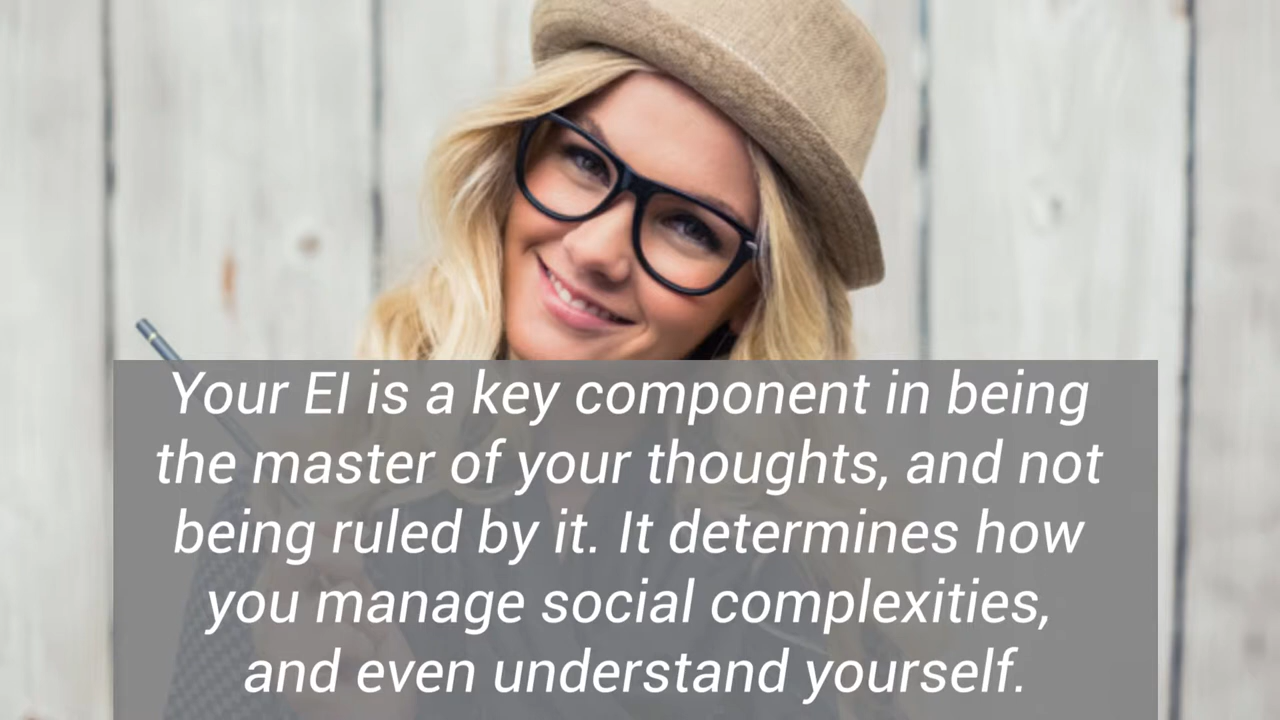 Your EI is a key component in being
the master of your thoughts, and not
being ruled by it. It determines how
you manage social complexities,
and even understand yourself.